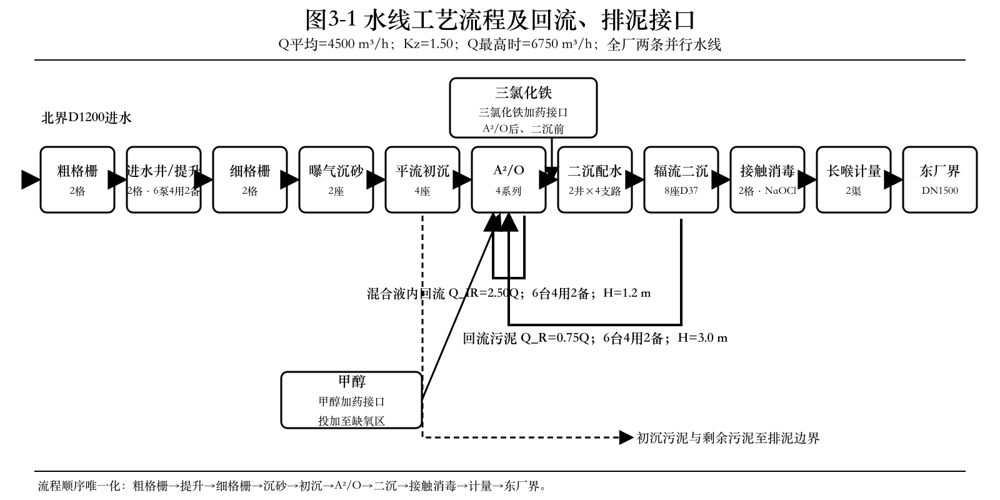 图3-1 水线工艺流程及回流、排泥接口
Q平均=4500 m³/h；Kz=1.50；Q最高时=6750 m³/h；全厂两条并行水线
三氯化铁
三氯化铁加药接口
A²/O后、二沉前
北界D1200进水
粗格栅
2格
进水井/提升
2格 · 6泵4用2备
细格栅
2格
曝气沉砂
2座
平流初沉
4座
A²/O
4系列
二沉配水
2井×4支路
辐流二沉
8座D37
接触消毒
2格 · NaOCl
长喉计量
2渠
东厂界
DN1500
混合液内回流 Q_IR=2.50Q；6台4用2备；H=1.2 m
回流污泥 Q_R=0.75Q；6台4用2备；H=3.0 m
甲醇
甲醇加药接口
投加至缺氧区
初沉污泥与剩余污泥至排泥边界
流程顺序唯一化：粗格栅→提升→细格栅→沉砂→初沉→A²/O→二沉→接触消毒→计量→东厂界。